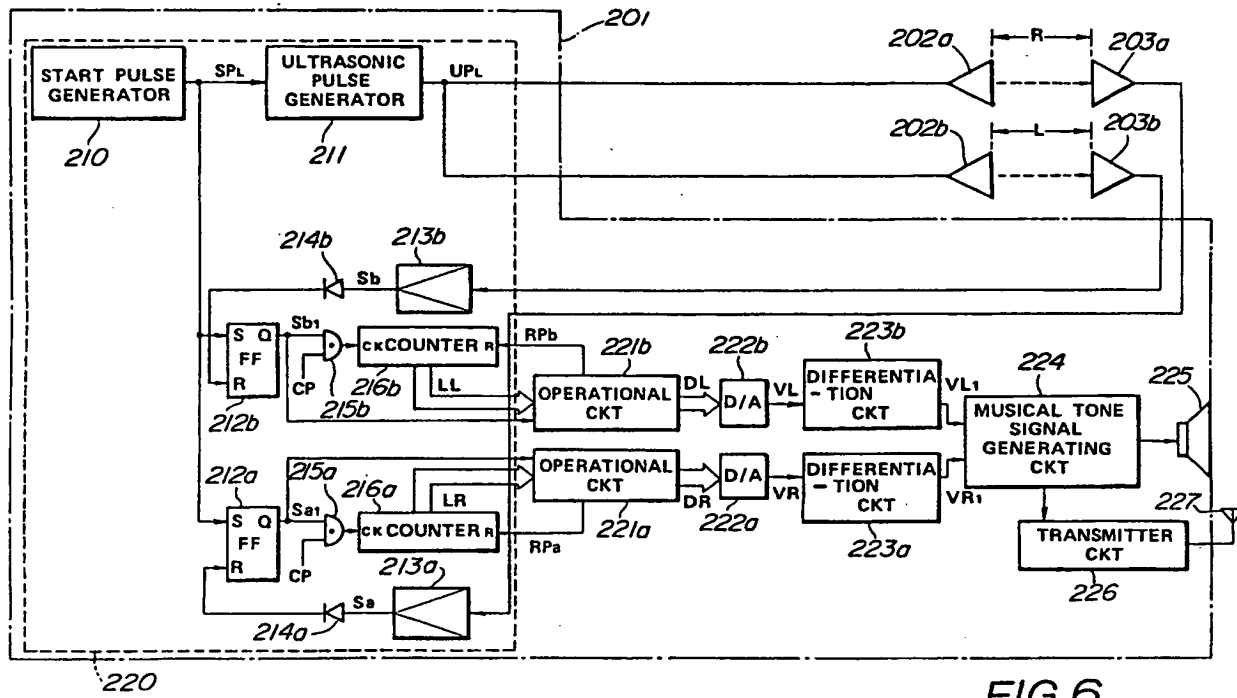 201
START PULSE
GENERATOR
210
SPL
ULTRASONIC
PULSE
GENERATOR
211
UPL
202a
R
203a
202b
L
203b
214b
Sb
213b
S Q
FF
R
212b
Sb1
CP
215b
CK COUNTER R
216b
LL
RPb
OPERATIONAL
CKT
221b
DL
D/A
222b
VL
DIFFERENTIA
-TION
CKT
223b
VL1
224
MUSICAL TONE
SIGNAL
GENERATING
CKT
225
212a
S Q
FF
R
215a
Sa1
CP
216a
CK COUNTER R
LR
RPa
OPERATIONAL
CKT
221a
DR
D/A
222a
VR
DIFFERENTIA
-TION
CKT
223a
VR1
227
TRANSMITTER
CKT
226
213a
Sa
214a
220
FIG.6